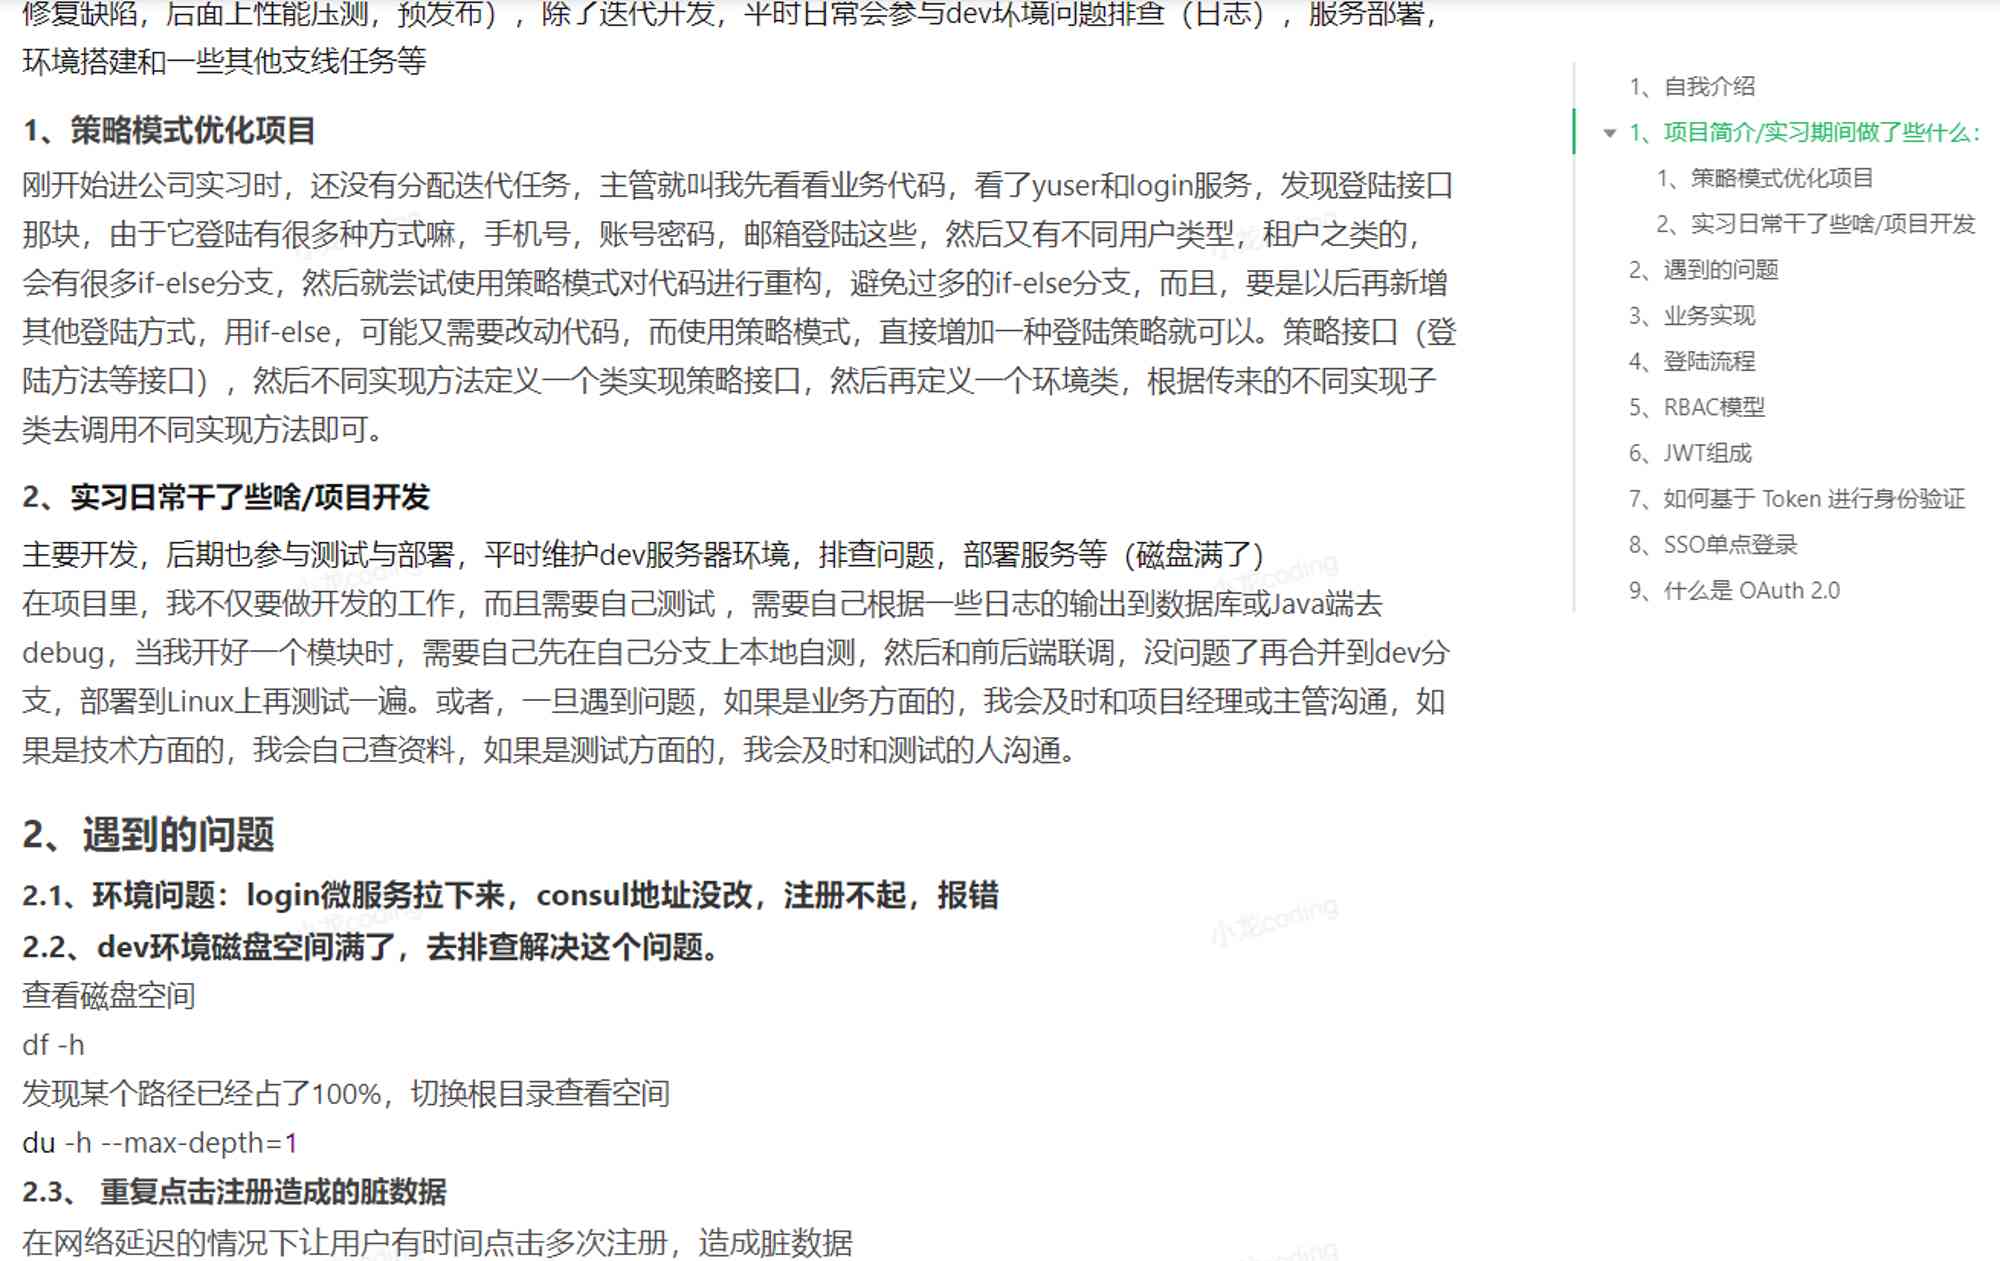 修复缺陷，后面上性能压测，预发布），除了迭代开发，平时日常会参与dev环境问题排查（日志），服务部署，
环境搭建和一些其他支线任务等
1、策略模式优化项目
刚开始进公司实习时，还没有分配迭代任务，主管就叫我先看看业务代码，看了yuser和login服务，发现登陆接口
那块，由于它登陆有很多种方式嘛，手机号，账号密码，邮箱登陆这些，然后又有不同用户类型，租户之类的，
会有很多if-else分支，然后就尝试使用策略模式对代码进行重构，避免过多的if-else分支，而且，要是以后再新增
其他登陆方式，用if-else，可能又需要改动代码，而使用策略模式，直接增加一种登陆策略就可以。策略接口（登
陆方法等接口），然后不同实现方法定义一个类实现策略接口，然后再定义一个环境类，根据传来的不同实现子
类去调用不同实现方法即可。
2、实习日常干了些啥/项目开发
主要开发，后期也参与测试与部署，平时维护dev服务器环境，排查问题，部署服务等（磁盘满了）
在项目里，我不仅要做开发的工作，而且需要自己测试 ，需要自己根据一些日志的输出到数据库或Java端去
debug，当我开好一个模块时，需要自己先在自己分支上本地自测，然后和前后端联调，没问题了再合并到dev分
支，部署到Linux上再测试一遍。或者，一旦遇到问题，如果是业务方面的，我会及时和项目经理或主管沟通，如
果是技术方面的，我会自己查资料，如果是测试方面的，我会及时和测试的人沟通。
2、遇到的问题
2.1、环境问题：login微服务拉下来，consul地址没改，注册不起，报错
2.2、dev环境磁盘空间满了，去排查解决这个问题。
查看磁盘空间
df -h
发现某个路径已经占了100%，切换根目录查看空间
du -h --max-depth=1
2.3、 重复点击注册造成的脏数据
在网络延迟的情况下让用户有时间点击多次注册，造成脏数据
1、自我介绍
1、项目简介/实习期间做了些什么：
1、策略模式优化项目
2、实习日常干了些啥/项目开发
2、遇到的问题
3、业务实现
4、登陆流程
5、RBAC模型
6、JWT组成
7、如何基于 Token 进行身份验证
8、SSO单点登录
9、什么是 OAuth 2.0
小龙coding